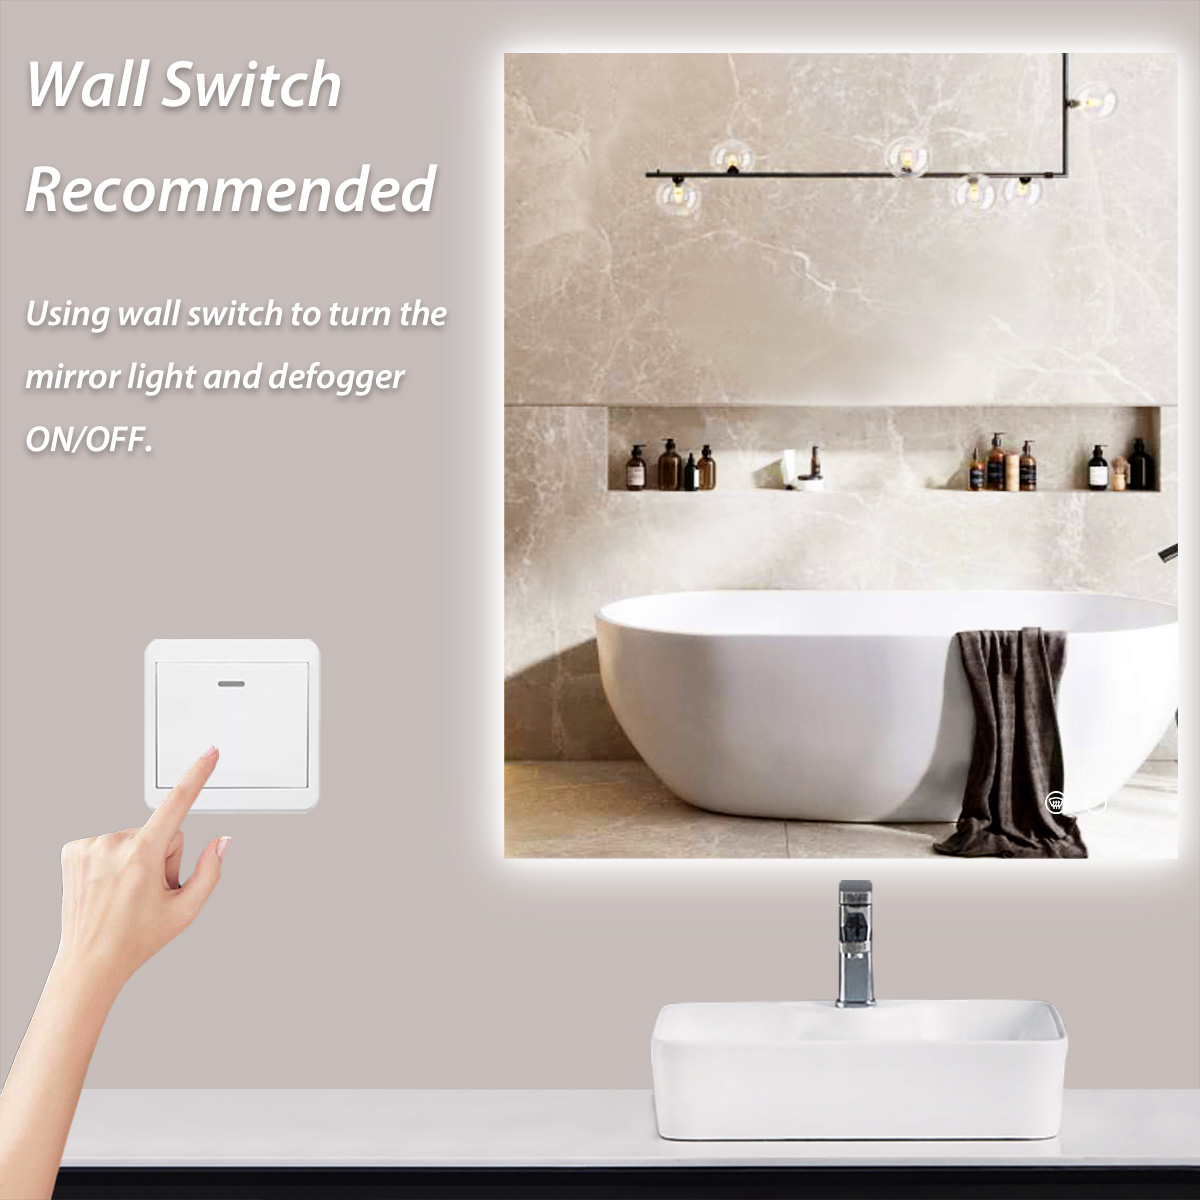 Wall Switch
Recommended
Using wall switch to turn the
mirror light and defogger
ON/OFF.